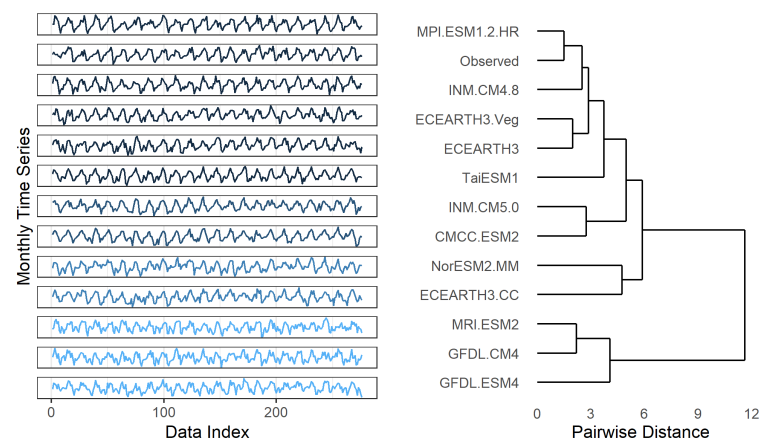 Monthly Time Series
0
100
200
Data Index
MPI.ESM1.2.HR
Observed
INM.CM4.8
ECEARTH3.Veg
ECEARTH3
TaiESM1
INM.CM5.0
CMCC.ESM2
NorESM2.MM
ECEARTH3.CC
MRI.ESM2
GFDL.CM4
GFDL.ESM4
0 3 6 9 12
Pairwise Distance